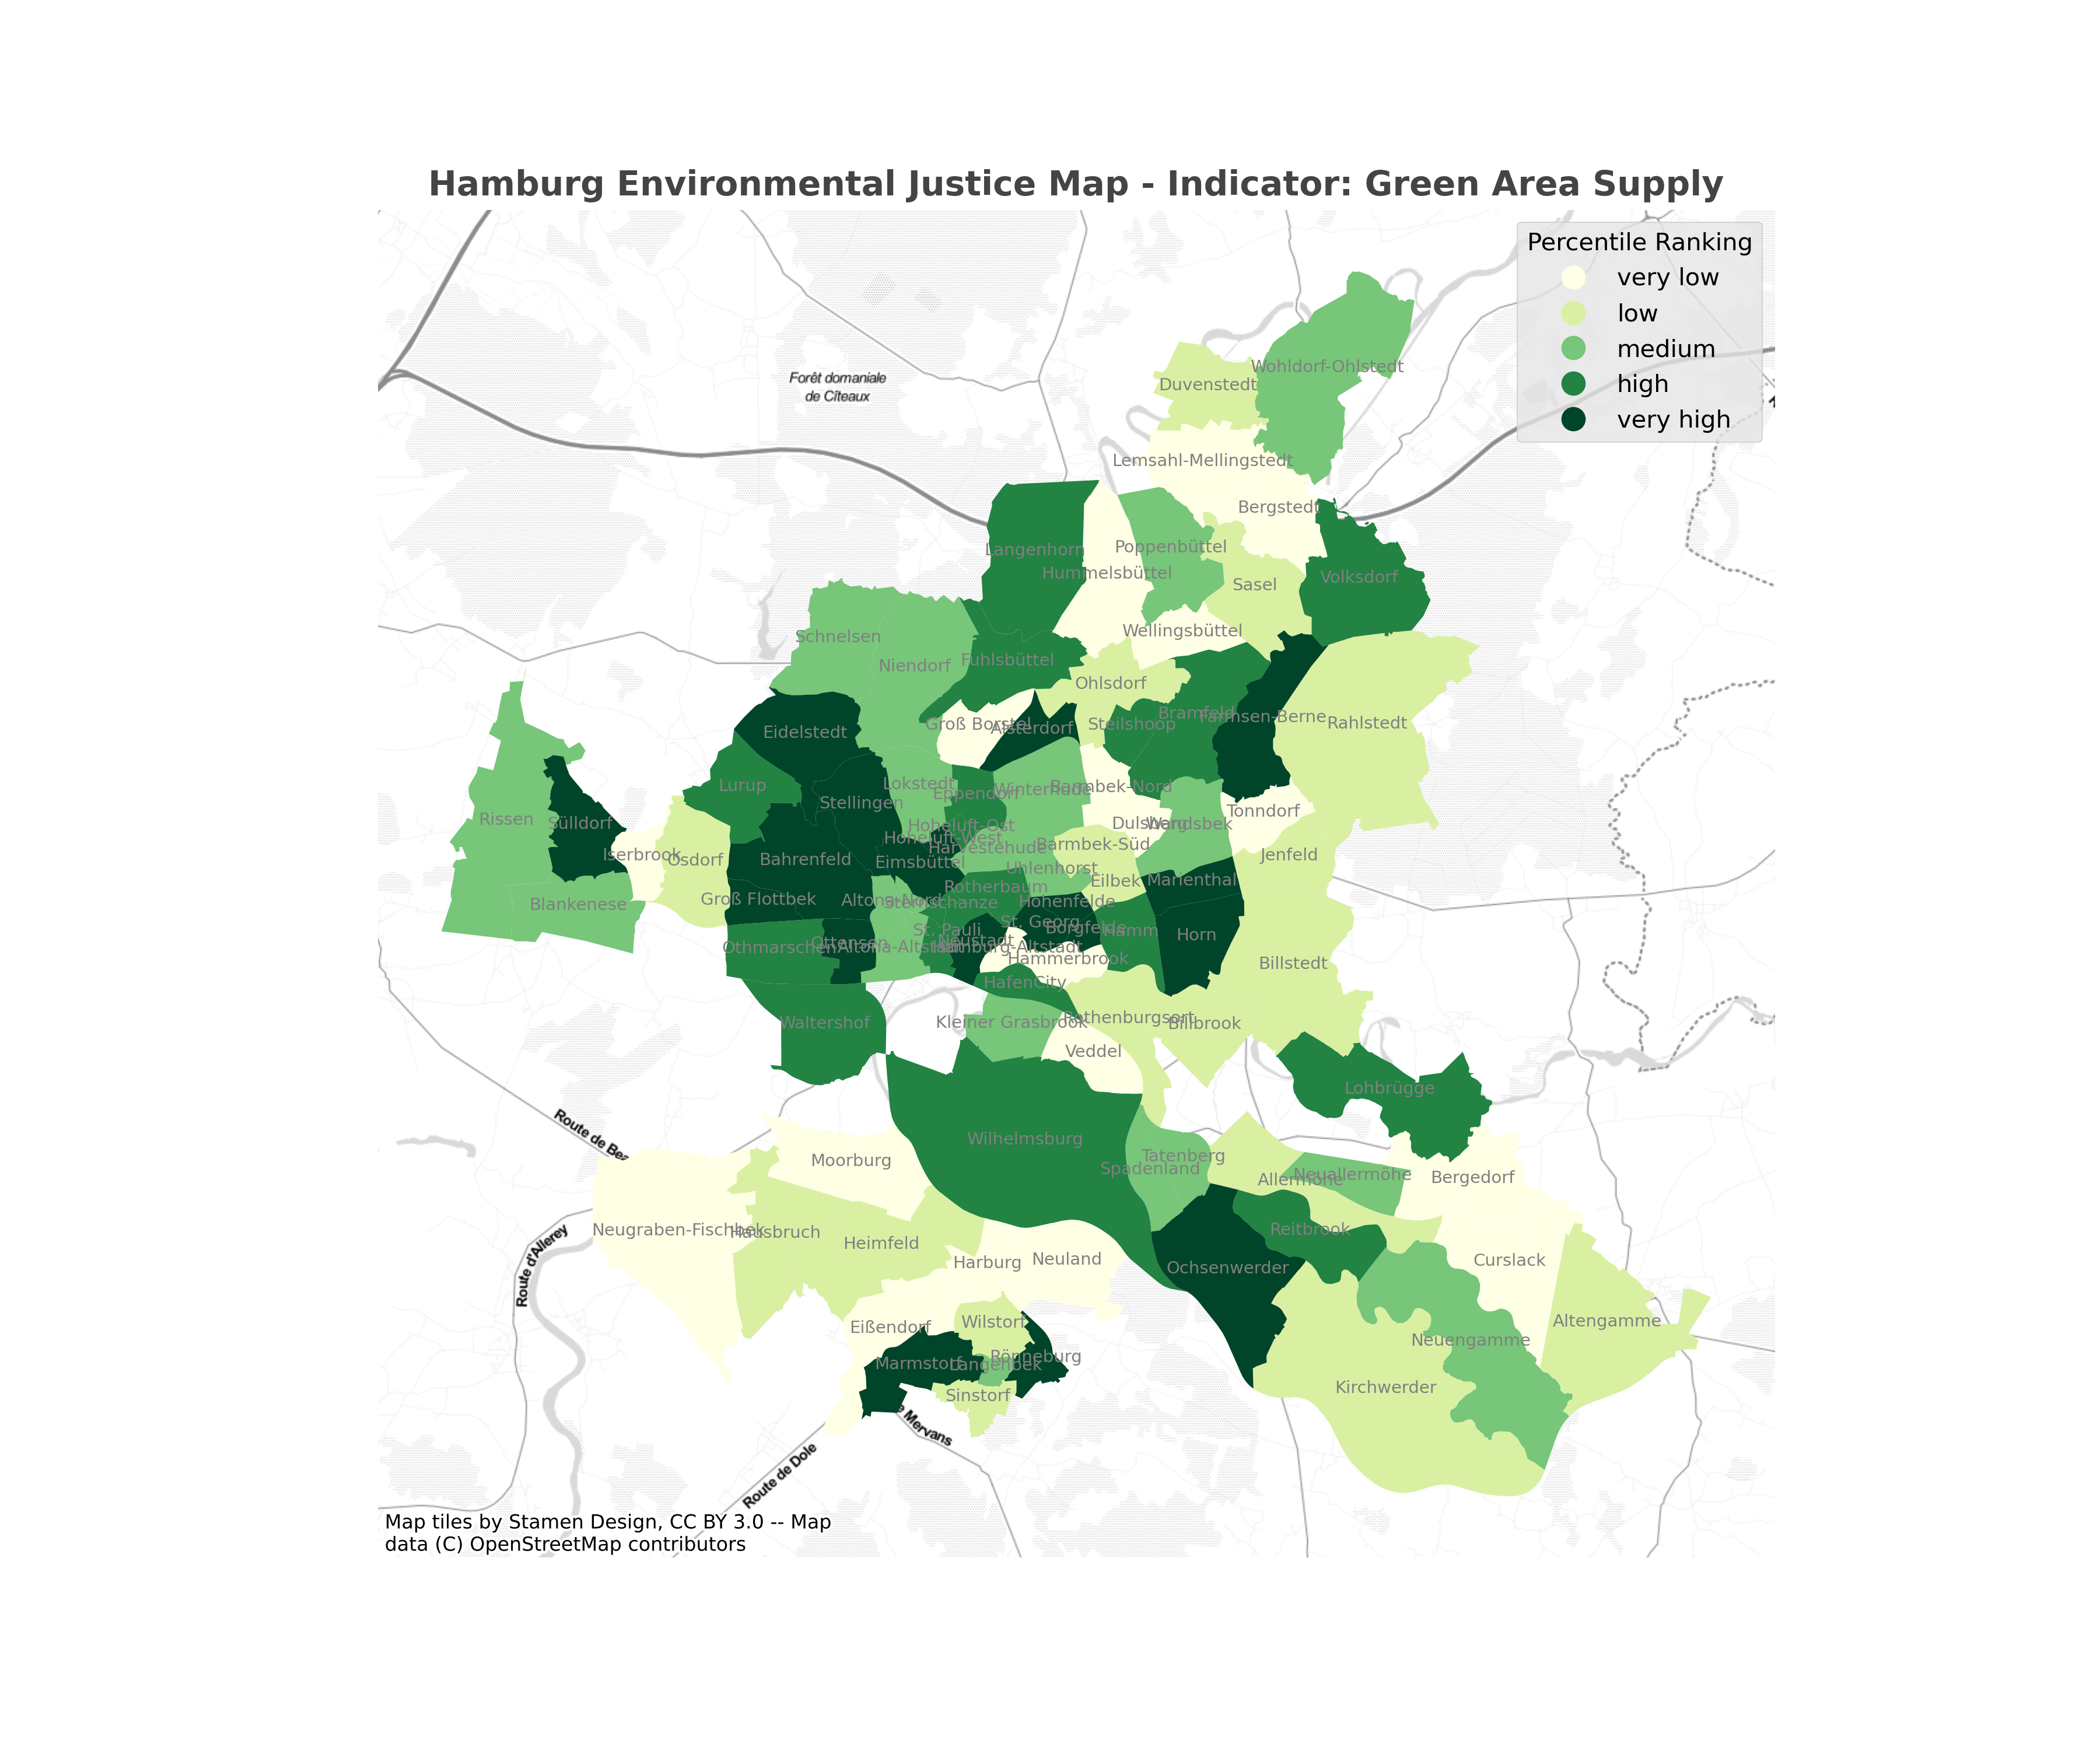 Hamburg Environmental Justice Map - Indicator: Green Area Supply
Percentile Ranking
very low
low
medium
high
very high
Forêt domaniale
de Cîteaux
Wohldorf-Ohlstedt
Duvenstedt
Lemsahl-Mellingstedt
Bergstedt
Langenhorn
Poppenbüttel
Hummelsbüttel
Sasel
Volksdorf
Wellingsbüttel
Schnelsen
Niendorf
Fuhlsbüttel
Ohlsdorf
Groß Borstel
Alsterdorf
Steilshoop
Bramfeld
Farmsen-Berne
Rahlstedt
Eidelstedt
Lurup
Stellingen
Lokstedt
Eppendorf
Winterhude
Barmbek-Nord
Tonndorf
Rissen
Sülldorf
Iserbrook
Osdorf
Bahrenfeld
Hoheluft-Ost
Hoheluft-West
Harvestehude
Eimsbüttel
Dulsberg
Wandsbek
Barmbek-Süd
Jenfeld
Uhlenhorst
Eilbek
Marienthal
Rotherbaum
Blankenese
Groß Flottbek
Altona-Nord
Sternschanze
Hohenfelde
St. Georg
Borgfelde
Hamm
Horn
St. Pauli
Neustadt
Othmarschen
Ottensen
Altona-Altstadt
Hamburg-Altstadt
Hammerbrook
Billstedt
HafenCity
Waltershof
Kleiner Grasbrook
Rothenburgsort
Billbrook
Veddel
Lohbrügge
Route de Bea
Wilhelmsburg
Moorburg
Spadenland
Tatenberg
Allermöhe
Neuallermöhe
Bergedorf
Neugraben-Fischbek
Hausbruch
Heimfeld
Route d'Allerey
Harburg
Neuland
Reitbrook
Ochsenwerder
Curslack
Altengamme
Eißendorf
Wilstorf
Rönneburg
Marmstorf
Langenbek
Sinstorf
Neuengamme
Kirchwerder
e Mervans
Route de Dole
Map tiles by Stamen Design, CC BY 3.0 -- Map
data (C) OpenStreetMap contributors